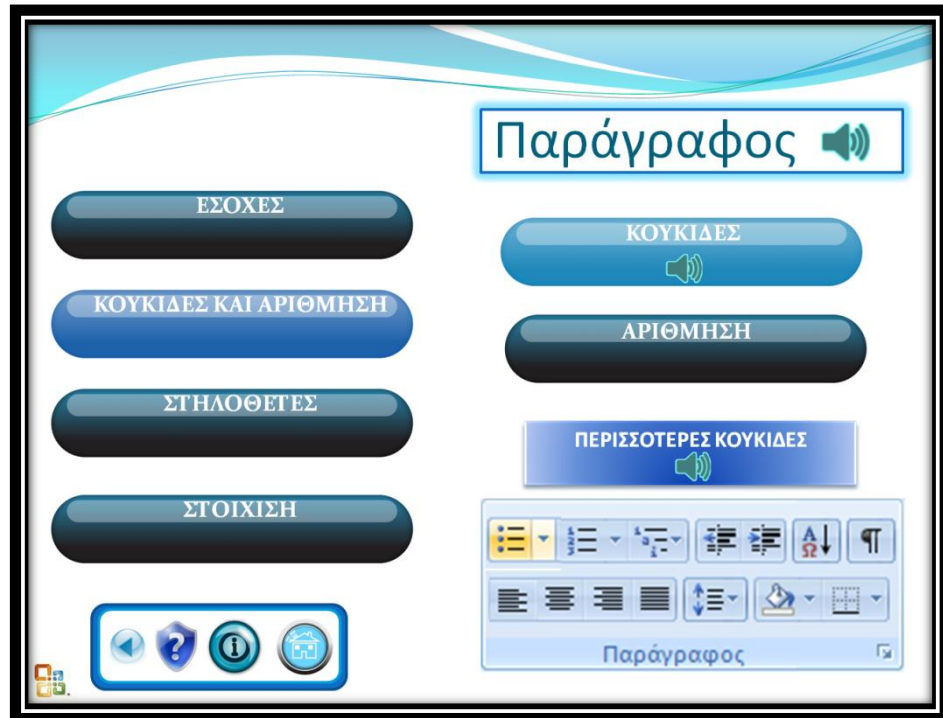 Παράγραφος
ΕΣΟΧΕΣ
ΚΟΥΚΙΔΕΣ ΚΑΙ ΑΡΙΘΜΗΣΗ
ΣΤΗΛΟΘΕΤΕΣ
ΣΤΟΙΧΙΣΗ
ΚΟΥΚΙΔΕΣ
ΑΡΙΘΜΗΣΗ
ΠΕΡΙΣΣΟΤΕΡΕΣ ΚΟΥΚΙΔΕΣ
Παράγραφος